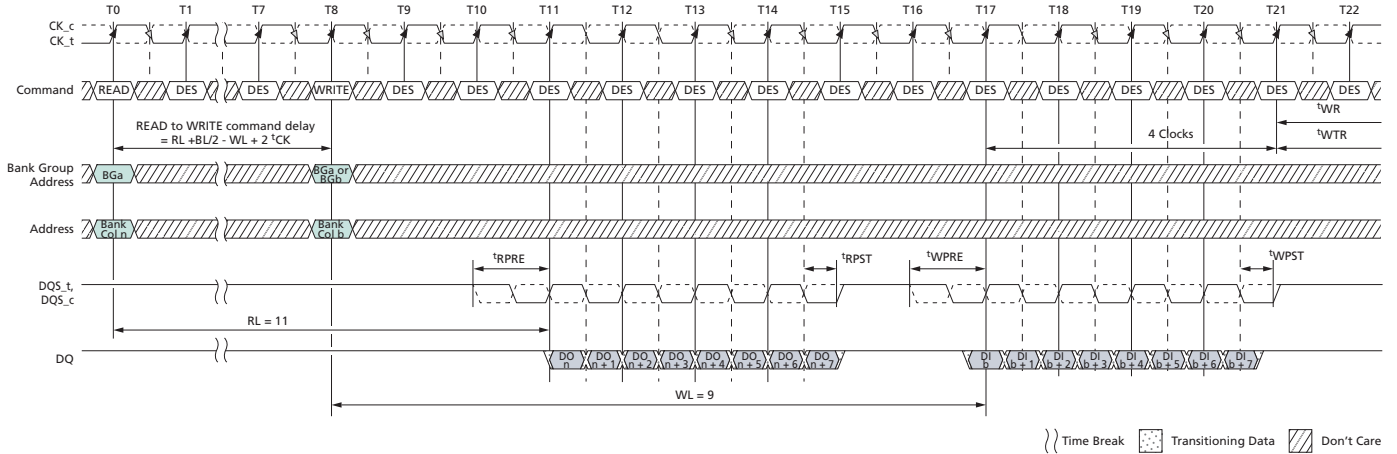 T0 T1 T7 T8 T9 T10 T11 T12 T13 T14 T15 T16 T17 T18 T19 T20 T21 T22
CK_c
CK_t
Command READ DES DES WRITE DES DES DES DES DES DES DES DES DES DES DES DES DES DES
tWR
READ to WRITE command delay
= RL +BL/2 - WL + 2 tCK
4 Clocks tWTR
Bank Group
Address
BGa
BGa or
BGb
Address
Bank
Col n
Bank
Col b
tRPRE tRPST tWPRE tWPST
DQS_t,
DQS_c
RL = 11
DQ
DO
n
DO
n + 1
DO
n + 2
DO
n + 3
DO
n + 4
DO
n + 5
DO
n + 6
DO
n + 7
DI
b
DI
b + 1
DI
b + 2
DI
b + 3
DI
b + 4
DI
b + 5
DI
b + 6
DI
b + 7
WL = 9
Time Break Transitioning Data Don't Care